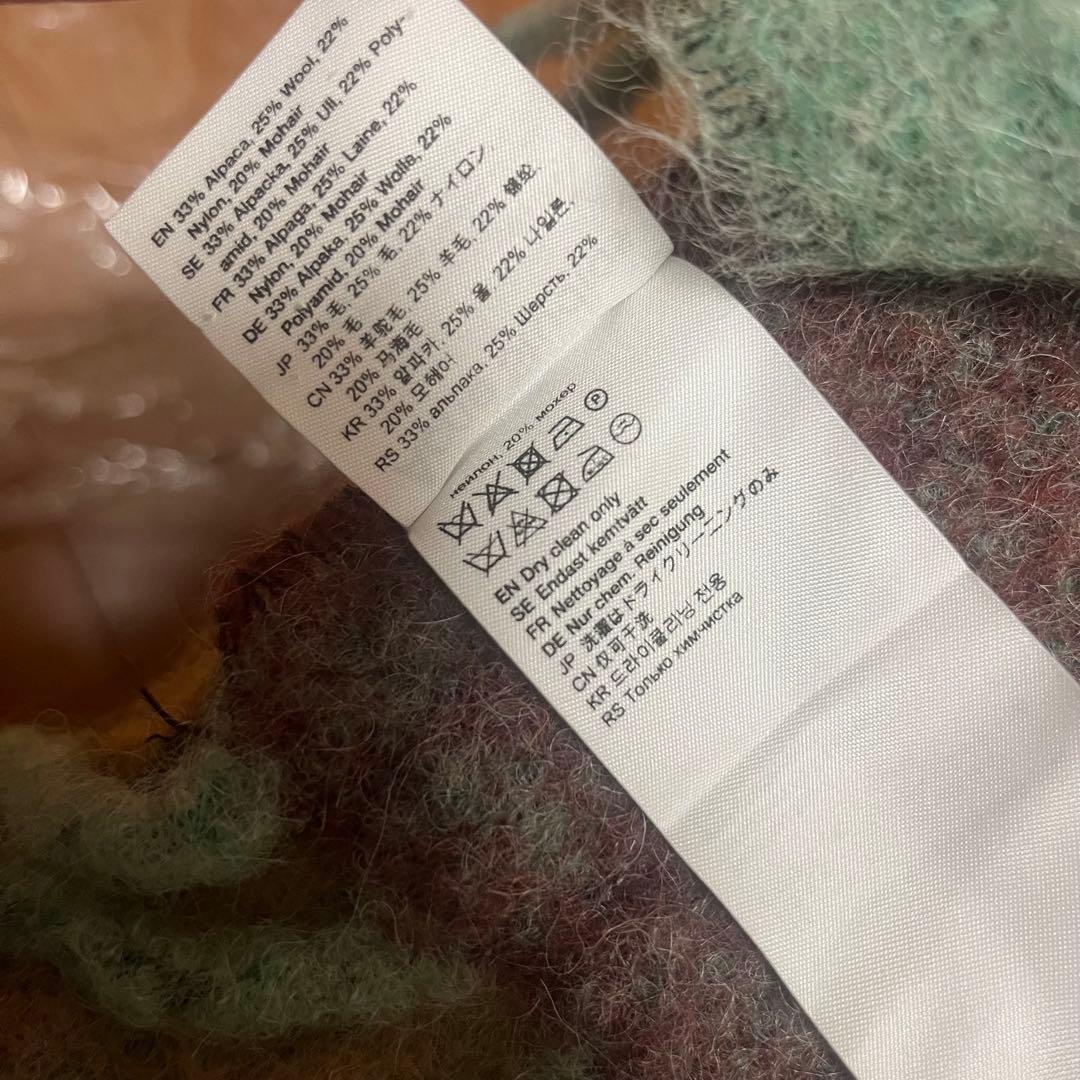 EN 33% Alpaca, 25% Wool, 22%
Nylon, 20% Mohair
SE 33% Alpacka, 25% Ull, 22% Poly-
amid, 20% Mohair
FR 33% Alpaga, 25% Laine, 22%
Nylon, 20% Mohair
DE 33% Alpaka, 25% Wolla, 22%
Polyamid, 20% Mohair
JP 33% 毛, 25% 毛, 22% ナイロン,
20% 毛
CN 33% 羊驼毛, 25% 羊毛, 22% 锦纶
20% 马海毛
KR 33% 알파카, 25% 울, 22% 나일론,
20% 모헤어
RS 33% альпака, 25% Шерсть, 22%
нейлон, 20% мохер
P
EN Dry clean only
SE Endast kemtvätt
FR Nettoyage a sec seulement
DE Nur chem. Reinigung
JP 洗濯はドライクリーニングのみ
CN 仅可干洗
KR 드라이클리닝 전용
RS Только химчистка